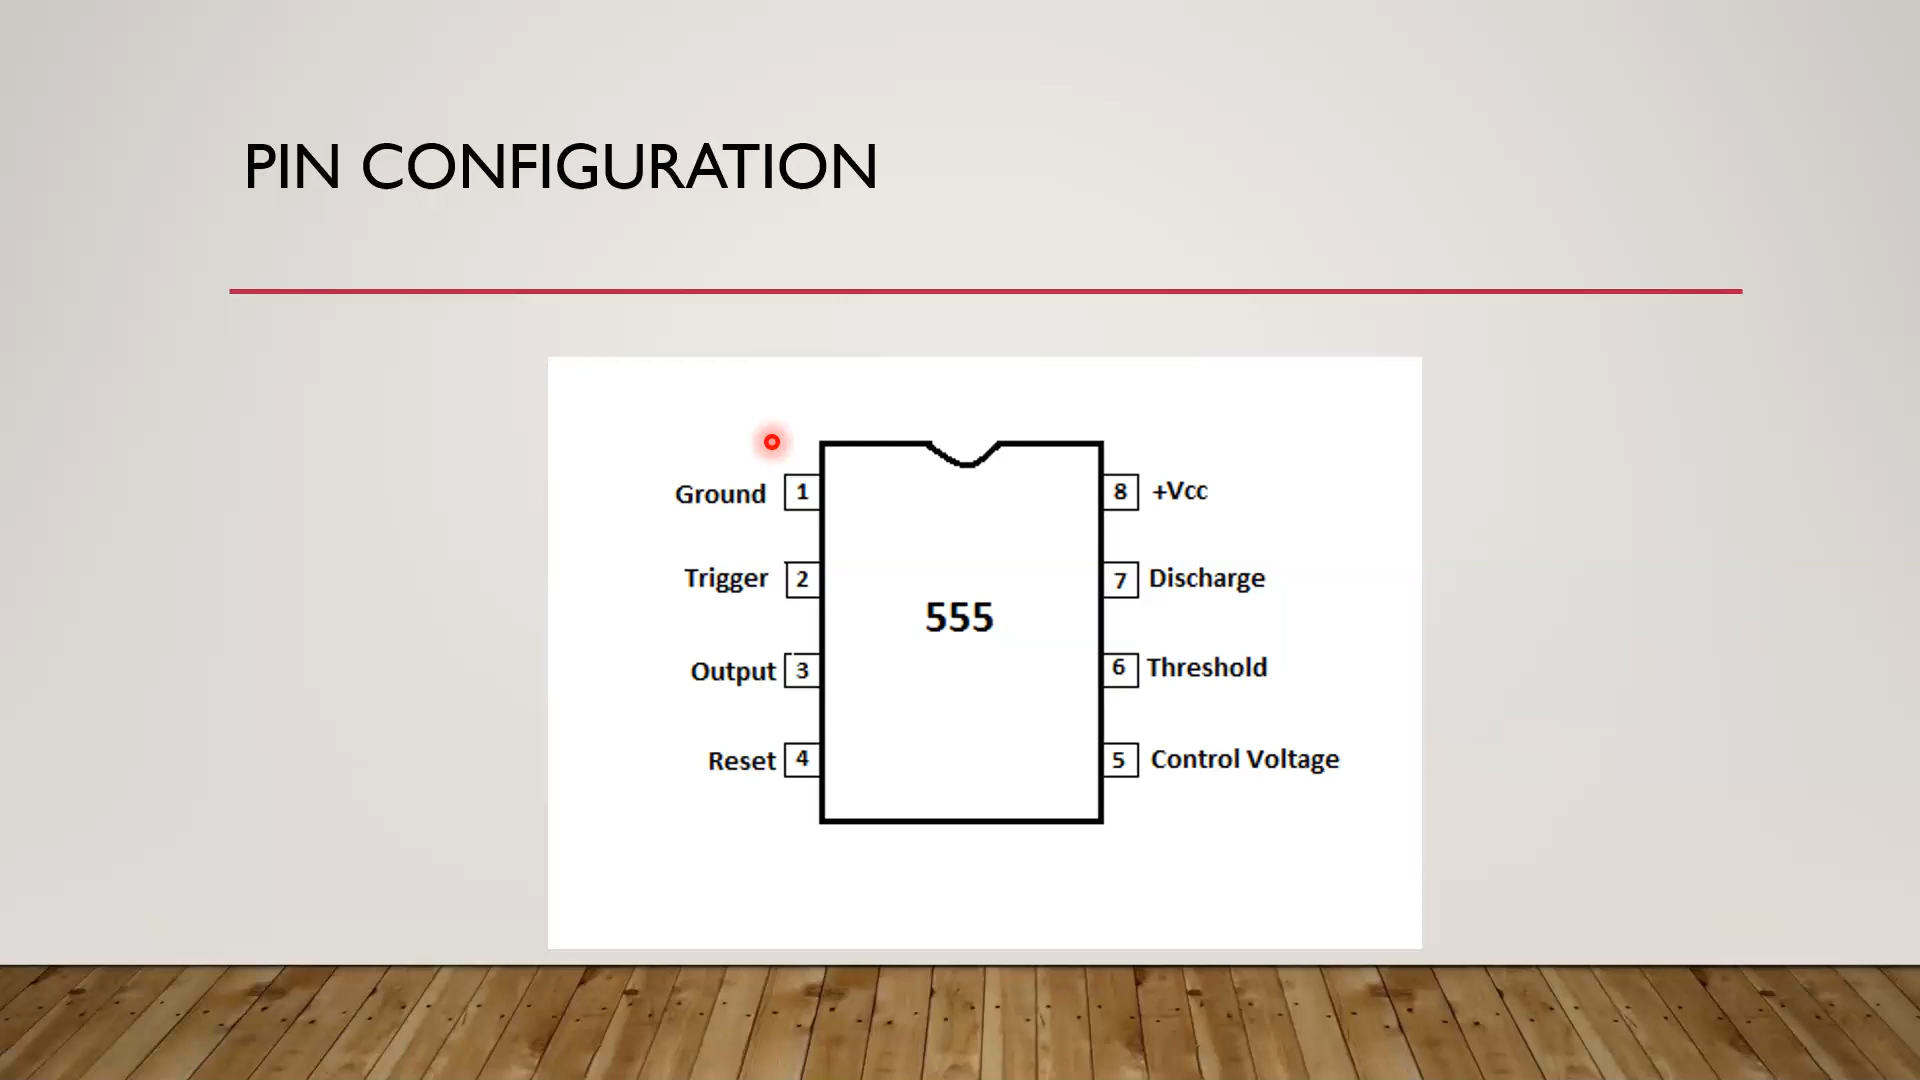 PIN CONFIGURATION
Ground 1
8 +Vcc
Trigger 2
7 Discharge
555
Output 3
6 Threshold
Reset 4
5 Control Voltage